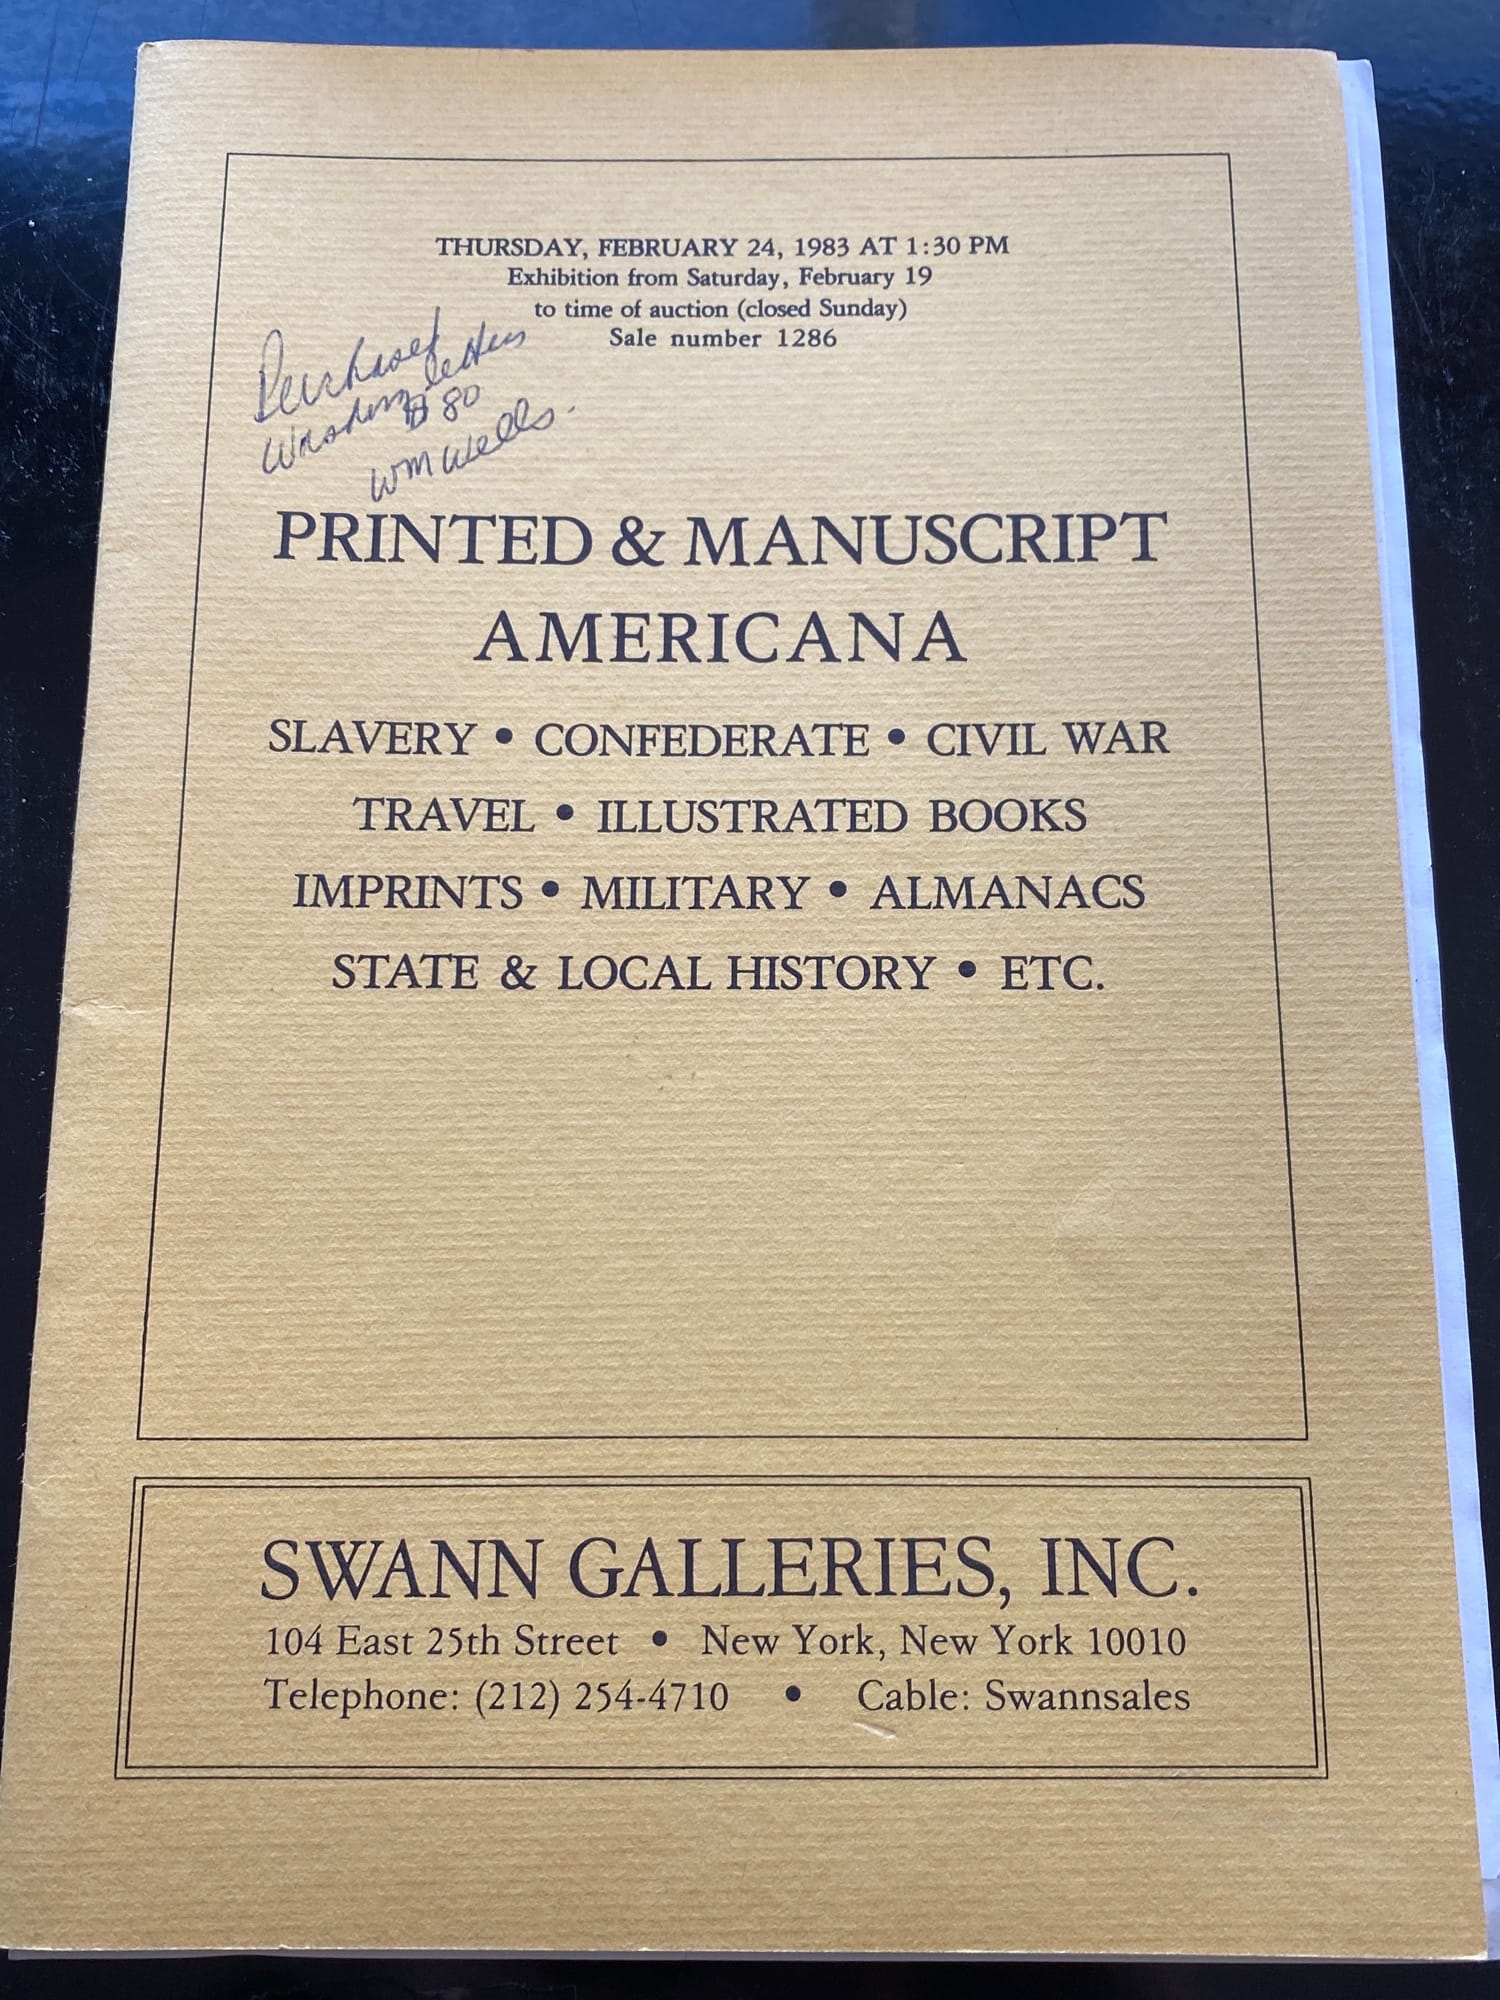 THURSDAY, FEBRUARY 24, 1983 AT 1:30 PM
Exhibition from Saturday, February 19
to time of auction (closed Sunday)
Sale number 1286
Purchased
letters
80
Wm Wells.
PRINTED & MANUSCRIPT
AMERICANA
SLAVERY • CONFEDERATE • CIVIL WAR
TRAVEL • ILLUSTRATED BOOKS
IMPRINTS • MILITARY • ALMANACS
STATE & LOCAL HISTORY • ETC.
SWANN GALLERIES, INC.
104 East 25th Street • New York, New York 10010
Telephone: (212) 254-4710 • Cable: Swannsales